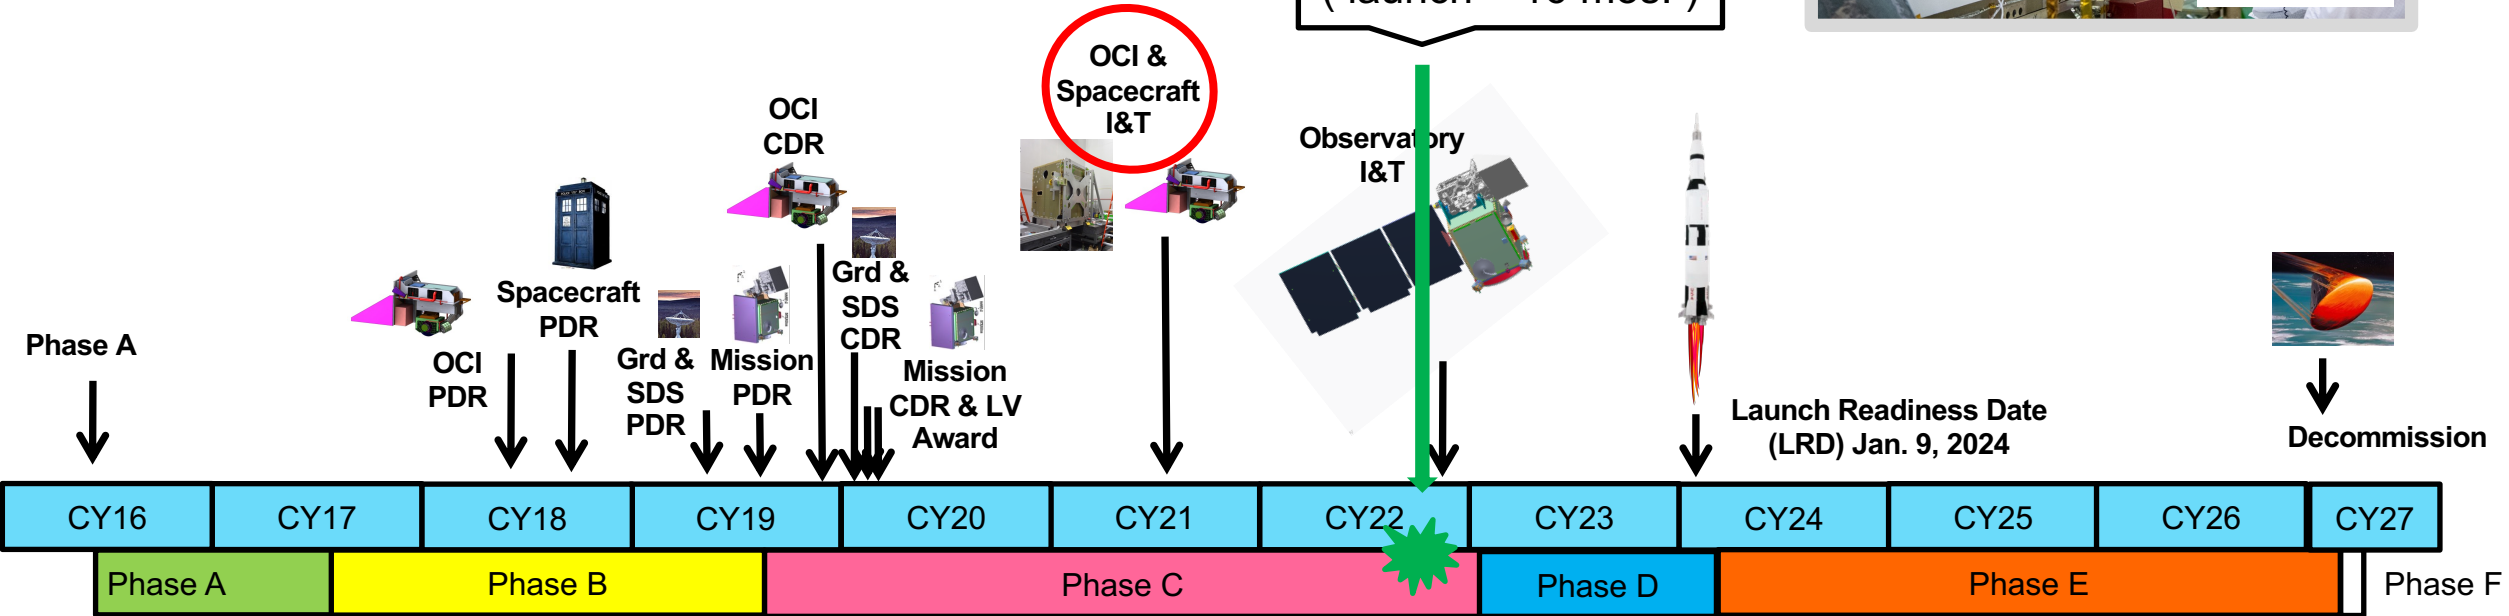 OCI &
Spacecraft
I&T
OCI
CDR
Observatory
I&T
Grd &
SDS
CDR
Spacecraft
PDR
Phase A
OCI
PDR
Grd &
SDS
PDR
Mission
PDR
Mission
CDR & LV
Award
Launch Readiness Date
(LRD) Jan. 9, 2024
Decommission
CY16 CY17 CY18 CY19 CY20 CY21 CY22 CY23 CY24 CY25 CY26 CY27
Phase A Phase B Phase C Phase D Phase E Phase F